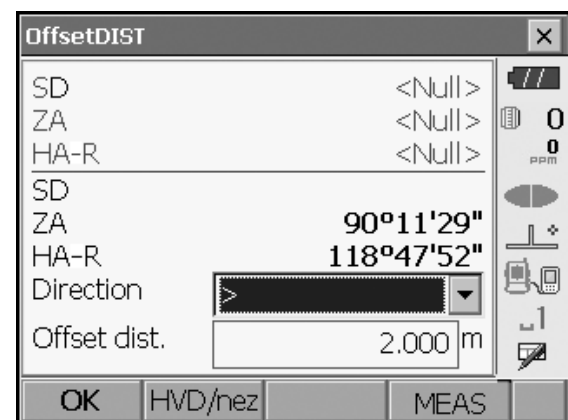 OffsetDIST
SD <Null>
ZA <Null>
HA-R <Null>
SD
ZA 90°11'29"
HA-R 118°47'52"
Direction >
Offset dist. 2.000 m
OK HVD/nez MEAS
0
0
ppm
1